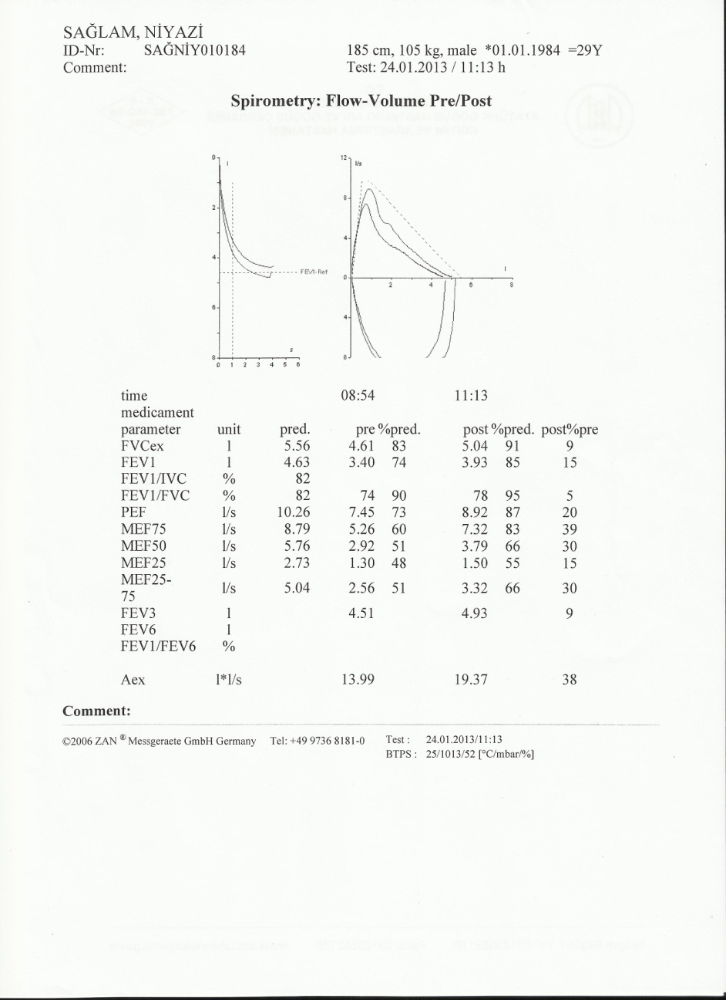 SAĞLAM, NİYAZİ
ID-Nr: SAĞNİY010184 185 cm, 105 kg, male *01.01.1984 =29Y
Comment: Test: 24.01.2013 / 11:13 h
Spirometry: Flow-Volume Pre/Post
0 l
2
4
6
8
s
0 1 2 3 4 5 6
FEV1-Ref
12 l/s
8
4
0
4
8
l
2 4 6 8
time 08:54 11:13
medicament
parameter unit pred. pre %pred. post %pred. post%pre
FVCex l 5.56 4.61 83 5.04 91 9
FEV1 l 4.63 3.40 74 3.93 85 15
FEV1/IVC % 82
FEV1/FVC % 82 74 90 78 95 5
PEF l/s 10.26 7.45 73 8.92 87 20
MEF75 l/s 8.79 5.26 60 7.32 83 39
MEF50 l/s 5.76 2.92 51 3.79 66 30
MEF25 l/s 2.73 1.30 48 1.50 55 15
MEF25-
75 l/s 5.04 2.56 51 3.32 66 30
FEV3 l 4.51 4.93 9
FEV6 l
FEV1/FEV6 %
Aex l*l/s 13.99 19.37 38
Comment:
©2006 ZAN ® Messgeraete GmbH Germany Tel: +49 9736 8181-0 Test : 24.01.2013/11:13
BTPS : 25/1013/52 [°C/mbar/%]